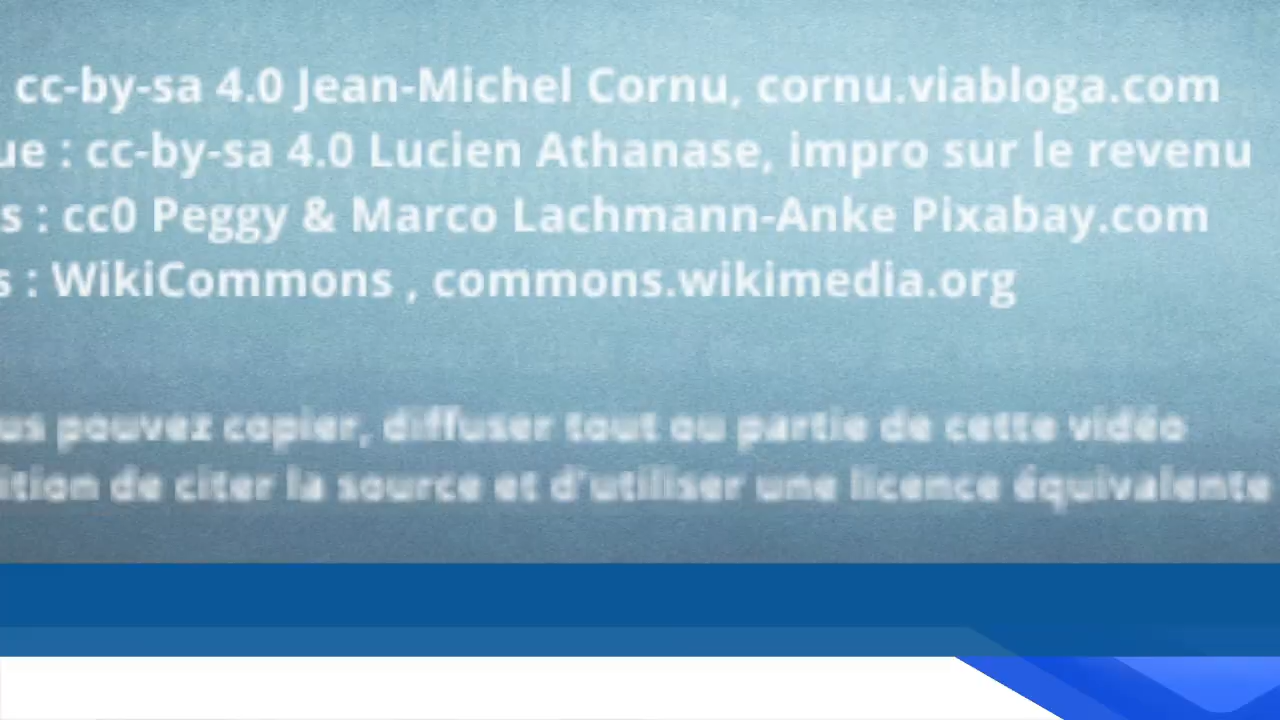 cc-by-sa 4.0 Jean-Michel Cornu, cornu.viabloga.com
ue : cc-by-sa 4.0 Lucien Athanase, impro sur le revenu
s : cc0 Peggy & Marco Lachmann-Anke Pixabay.com
s : WikiCommons , commons.wikimedia.org
us pouvez copier, diffuser tout ou partie de cette vidéo
ition de citer la source et d'utiliser une licence équivalente